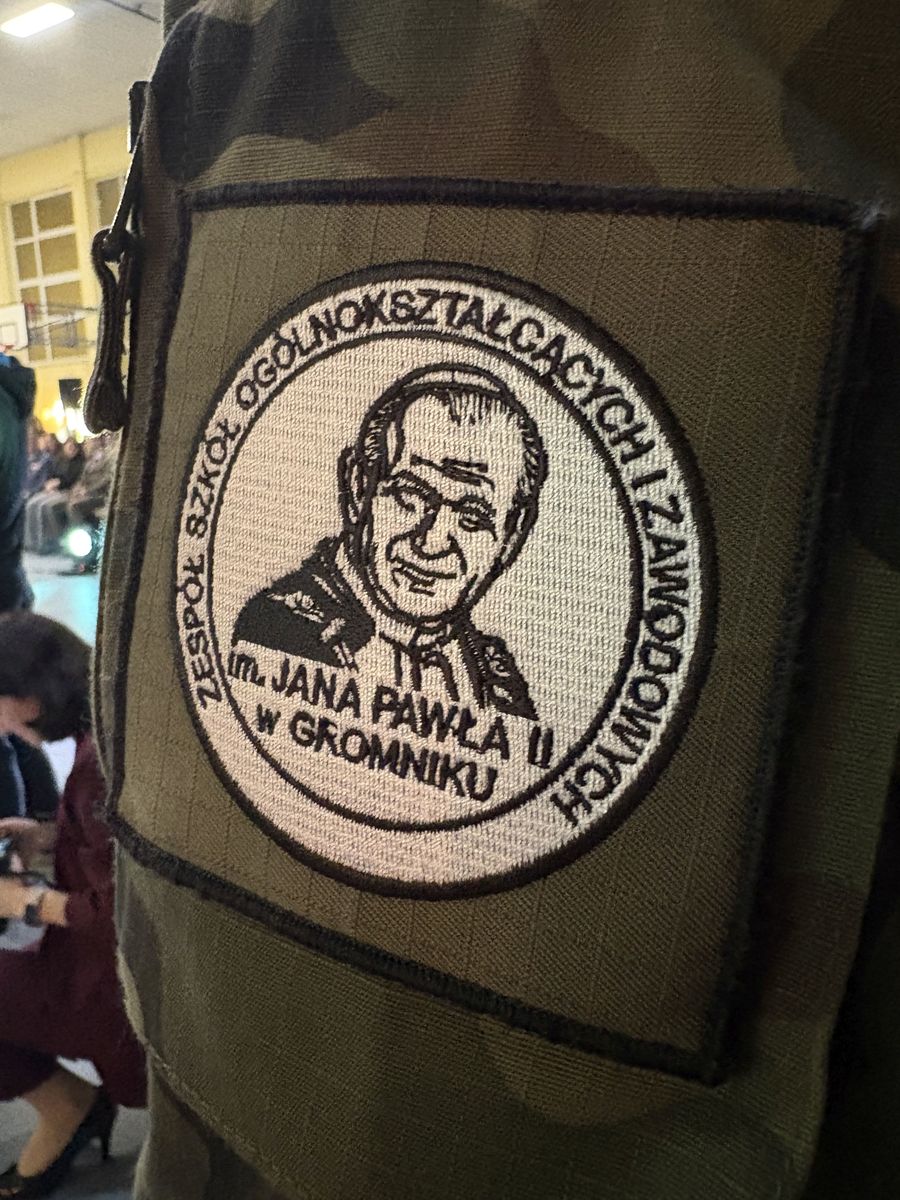 ZESPÓŁ SZKÓŁ OGÓLNOKSZTAŁCĄCYCH I ZAWODOWYCH
im. JANA PAWŁA II
w GROMNIKU